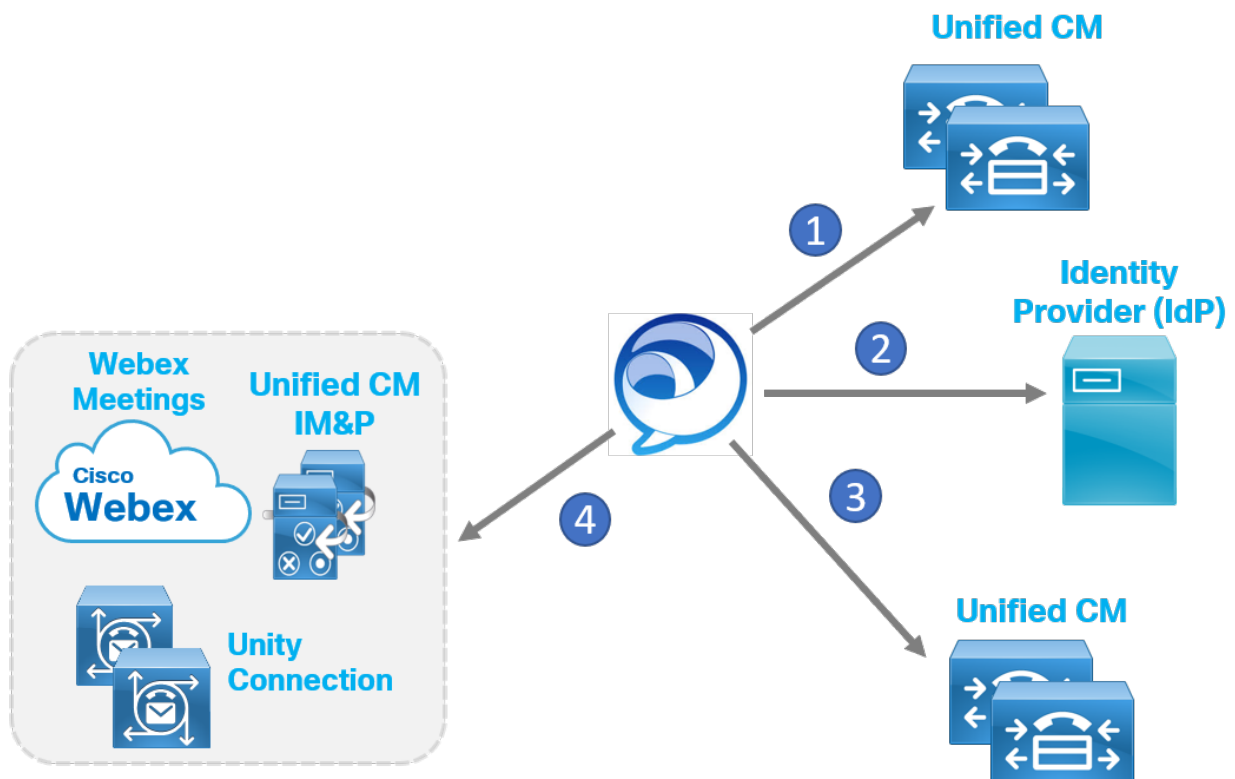 Unified CM
1
Identity
Provider (IdP)
2
Webex
Meetings
Unified CM
IM&P
Cisco
Webex
3
4
Unified CM
Unity
Connection